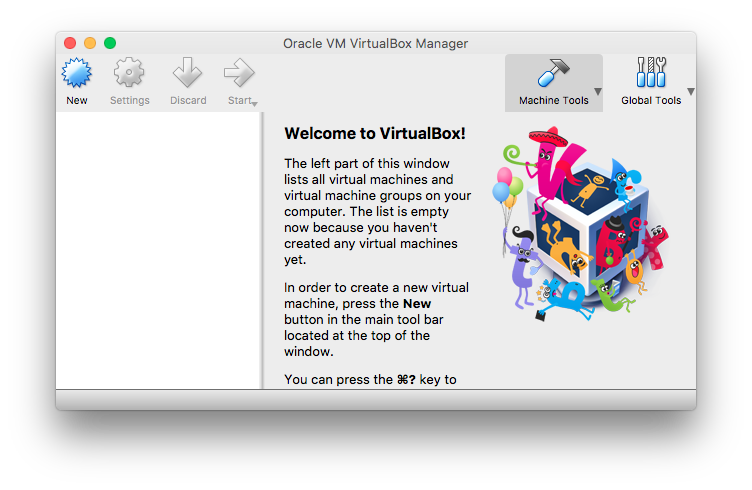 Oracle VM VirtualBox Manager
New
Settings
Discard
Start
Machine Tools
Global Tools
Welcome to VirtualBox!
The left part of this window
lists all virtual machines and
virtual machine groups on your
computer. The list is empty
now because you haven't
created any virtual machines
yet.
In order to create a new virtual
machine, press the New
button in the main tool bar
located at the top of the
window.
You can press the ⌘? key to